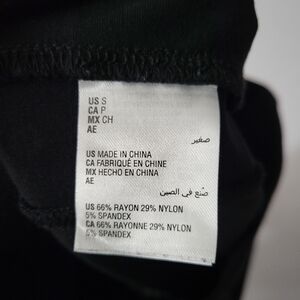 US S
CA P
MX CH
AE
صغير
US MADE IN CHINA
CA FABRIQUÉ EN CHINE
MX HECHO EN CHINA
AE
صُنع في الصين
US 66% RAYON 29% NYLON
5% SPANDEX
CA 66% RAYONNE 29% NYLON
5% SPANDEX